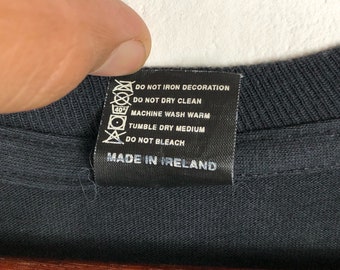 DO NOT IRON DECORATION
DO NOT DRY CLEAN
40° MACHINE WASH WARM
TUMBLE DRY MEDIUM
DO NOT BLEACH
MADE IN IRELAND